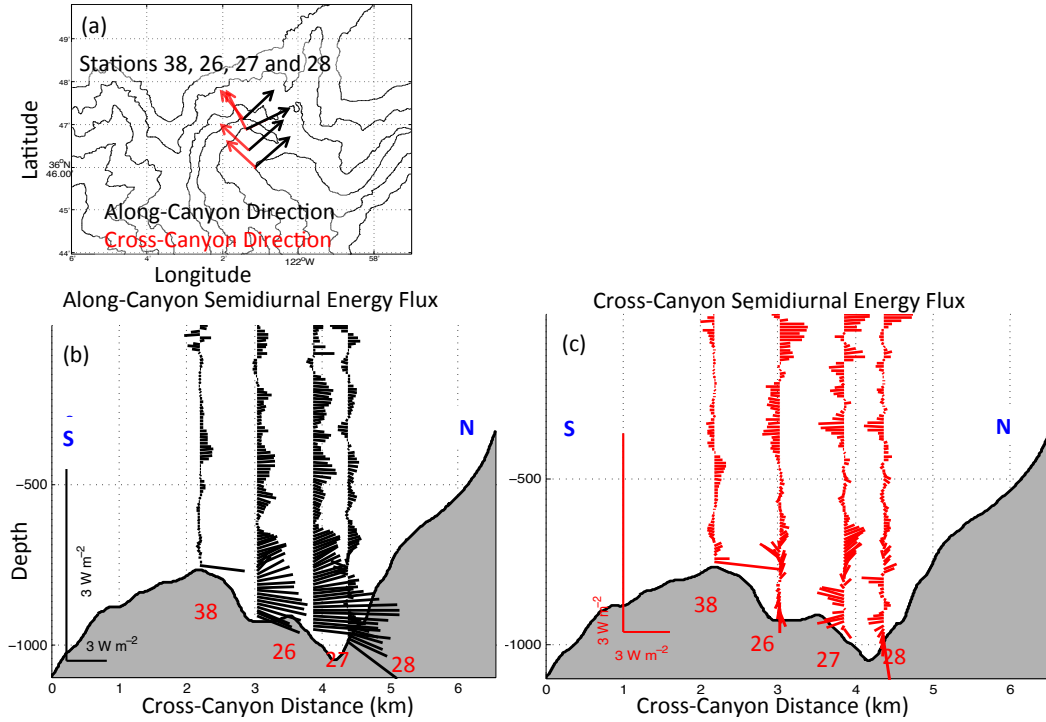 (a)
Stations 38, 26, 27 and 28
49'
48'
47'
36°N
46.00
45'
44'
Latitude
Along-Canyon Direction
Cross-Canyon Direction
6'
4'
2'
122°W
58'
Longitude
Along-Canyon Semidiurnal Energy Flux
(b)
S
N
−500
−1000
Depth
3 W m⁻²
3 W m⁻²
38
26
27
28
0
1
2
3
4
5
6
Cross-Canyon Distance (km)
Cross-Canyon Semidiurnal Energy Flux
(c)
S
N
−500
−1000
3 W m⁻²
3 W m⁻²
38
26
27
28
0
1
2
3
4
5
6
Cross-Canyon Distance (km)